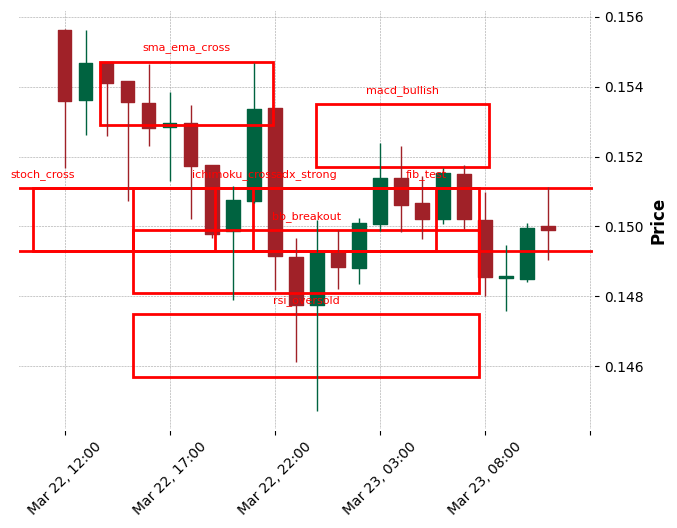 0.156
sma_ema_cross
0.154
macd_bullish
0.152
stoch_cross
adx_strong
fib_test
0.150
Price
0.148
0.146
Mar 22, 12:00
Mar 22, 17:00
Mar 22, 22:00
Mar 23, 03:00
Mar 23, 08:00